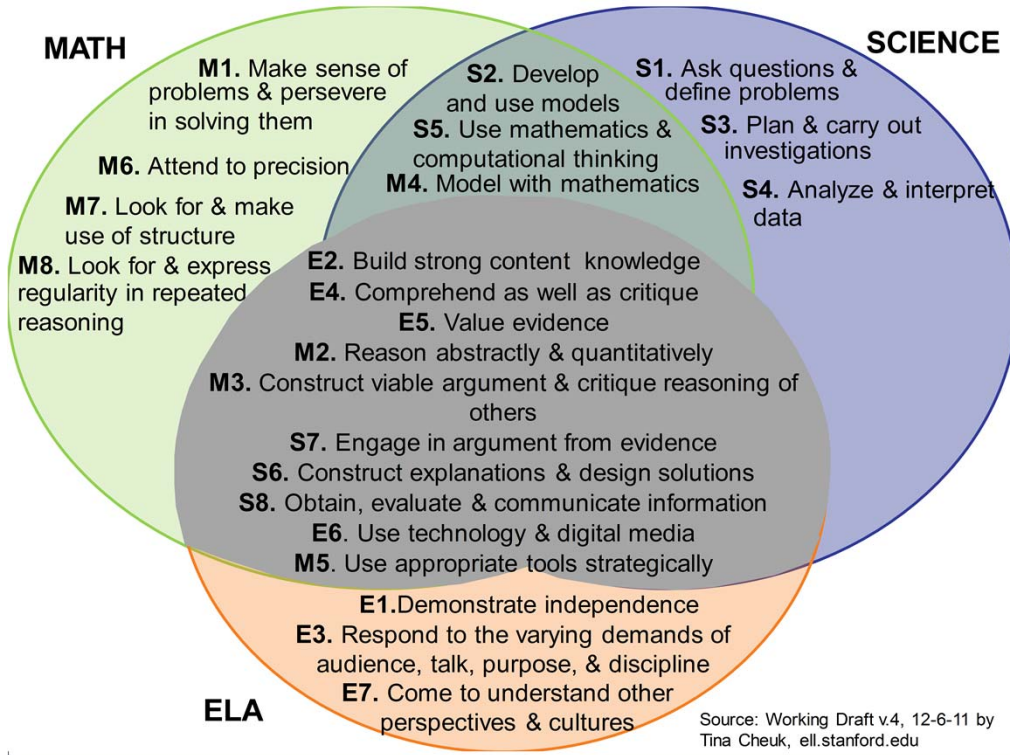 MATH
SCIENCE
M1. Make sense of
problems & persevere
in solving them
M6. Attend to precision
M7. Look for & make
use of structure
M8. Look for & express
regularity in repeated
reasoning
S2. Develop
and use models
S5. Use mathematics &
computational thinking
M4. Model with mathematics
S1. Ask questions &
define problems
S3. Plan & carry out
investigations
S4. Analyze & interpret
data
E2. Build strong content knowledge
E4. Comprehend as well as critique
E5. Value evidence
M2. Reason abstractly & quantitatively
M3. Construct viable argument & critique reasoning of
others
S7. Engage in argument from evidence
S6. Construct explanations & design solutions
S8. Obtain, evaluate & communicate information
E6. Use technology & digital media
M5. Use appropriate tools strategically
E1.Demonstrate independence
E3. Respond to the varying demands of
audience, talk, purpose, & discipline
E7. Come to understand other
perspectives & cultures
ELA
Source: Working Draft v.4, 12-6-11 by
Tina Cheuk, ell.stanford.edu